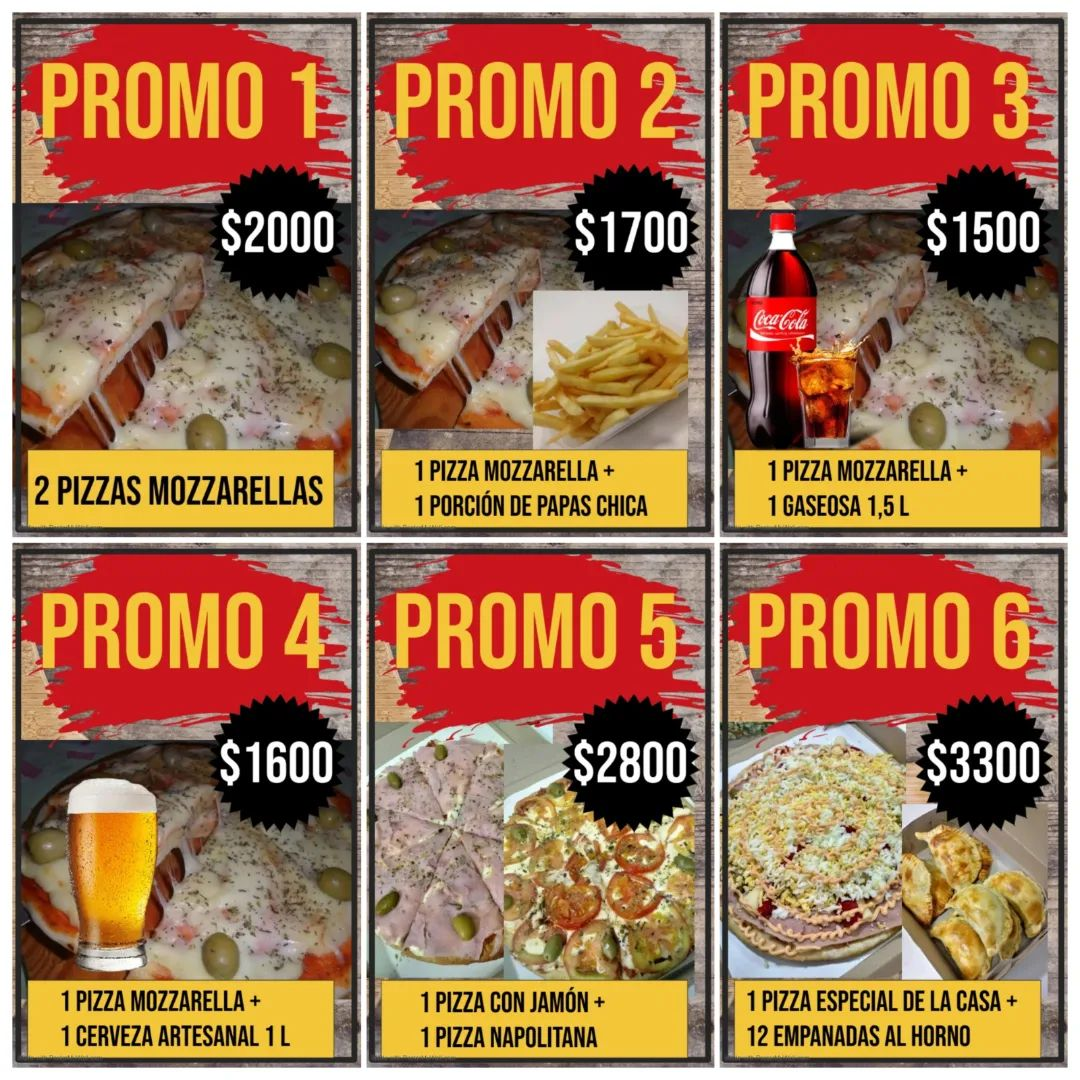 PROMO 1
$2000
2 PIZZAS MOZZARELLAS
PROMO 2
$1700
1 PIZZA MOZZARELLA +
1 PORCIÓN DE PAPAS CHICA
PROMO 3
$1500
Coca-Cola
1 PIZZA MOZZARELLA +
1 GASEOSA 1,5 L
PROMO 4
$1600
1 PIZZA MOZZARELLA +
1 CERVEZA ARTESANAL 1 L
PROMO 5
$2800
1 PIZZA CON JAMÓN +
1 PIZZA NAPOLITANA
PROMO 6
$3300
1 PIZZA ESPECIAL DE LA CASA +
12 EMPANADAS AL HORNO